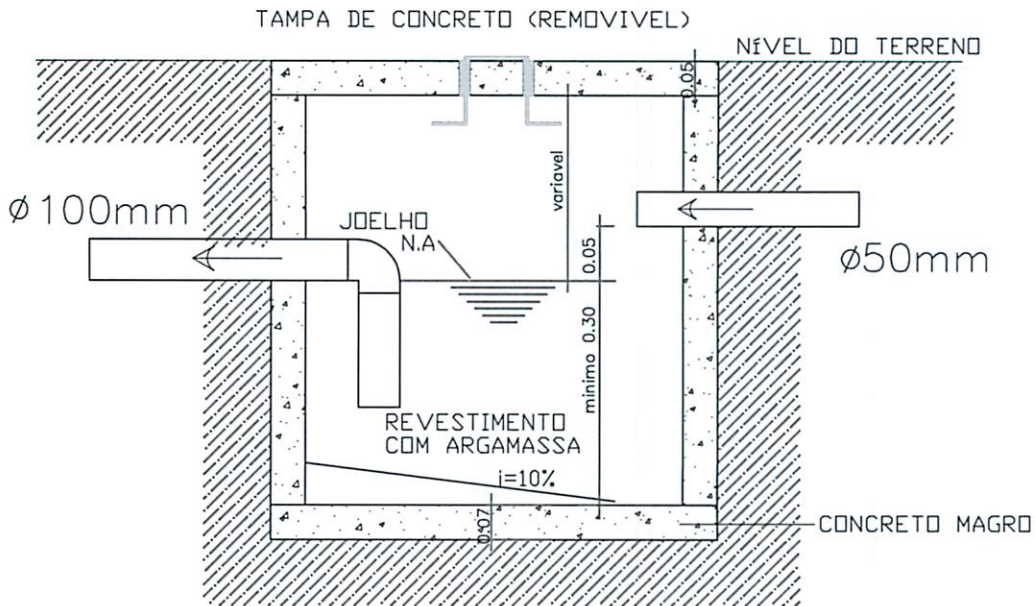 TAMPA DE CONCRETO (REMOVIVEL)
NÍVEL DO TERRENO
0.05
variavel
Ø 100mm
JOELHO
N.A
0.05
Ø50mm
minimo 0.30
REVESTIMENTO
COM ARGAMASSA
i=10%
0.07
CONCRETO MAGRO